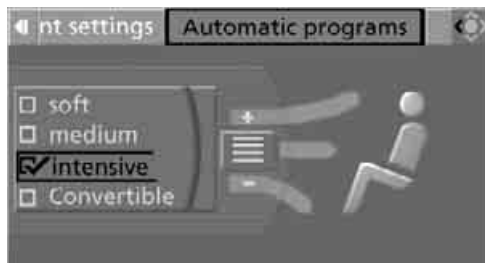 nt settings Automatic programs
soft
medium
intensive
Convertible